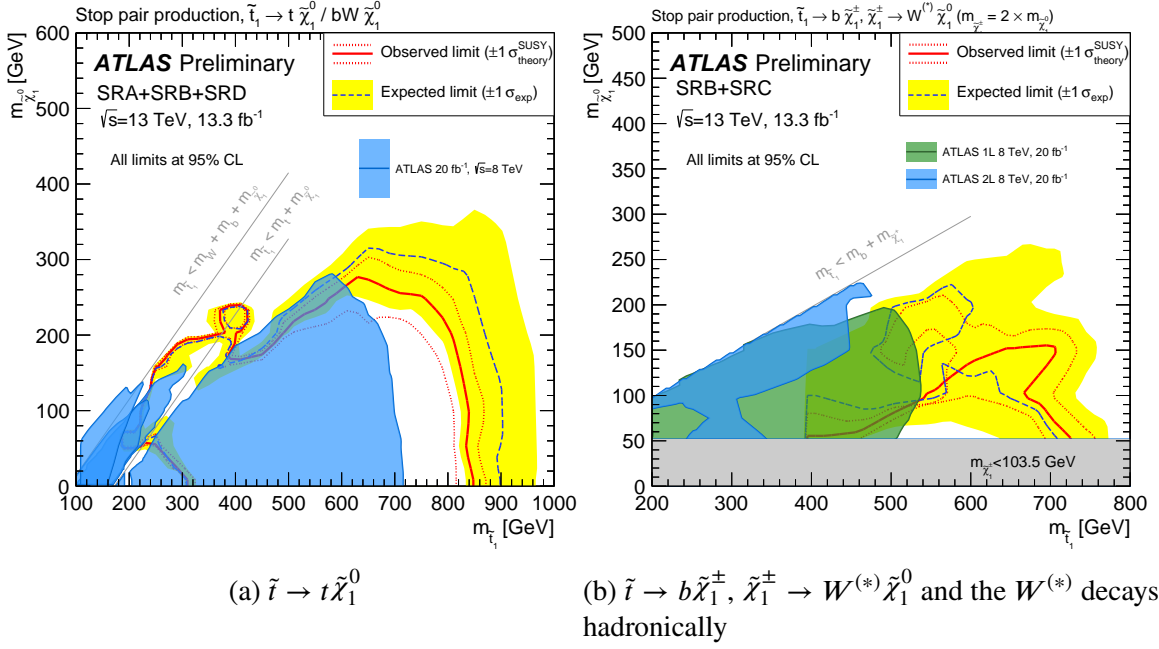 Stop pair production, t̃₁ → t χ̃₁⁰ / bW χ̃₁⁰
m_χ̃₁⁰ [GeV]
600
500
400
300
200
100
0
ATLAS Preliminary
SRA+SRB+SRD
√s=13 TeV, 13.3 fb⁻¹
All limits at 95% CL
Observed limit (±1 σ_theory^SUSY)
Expected limit (±1 σ_exp)
ATLAS 20 fb⁻¹, √s=8 TeV
m_t̃₁ < m_W + m_b + m_χ̃₁⁰
m_t̃₁ < m_t + m_χ̃₁⁰
100 200 300 400 500 600 700 800 900 1000
m_t̃₁ [GeV]
(a) t̃ → tχ̃₁⁰
Stop pair production, t̃₁ → b χ̃₁^±, χ̃₁^± → W^(*) χ̃₁⁰ (m_χ̃₁^± = 2 × m_χ̃₁⁰)
m_χ̃₁⁰ [GeV]
500
450
400
350
300
250
200
150
100
50
0
ATLAS Preliminary
SRB+SRC
√s=13 TeV, 13.3 fb⁻¹
All limits at 95% CL
Observed limit (±1 σ_theory^SUSY)
Expected limit (±1 σ_exp)
ATLAS 1L 8 TeV, 20 fb⁻¹
ATLAS 2L 8 TeV, 20 fb⁻¹
m_t̃₁ < m_b + m_χ̃₁^±
m_χ̃₁^±<103.5 GeV
200 300 400 500 600 700 800
m_t̃₁ [GeV]
(b) t̃ → bχ̃₁^±, χ̃₁^± → W^(*)χ̃₁⁰ and the W^(*) decays
hadronically